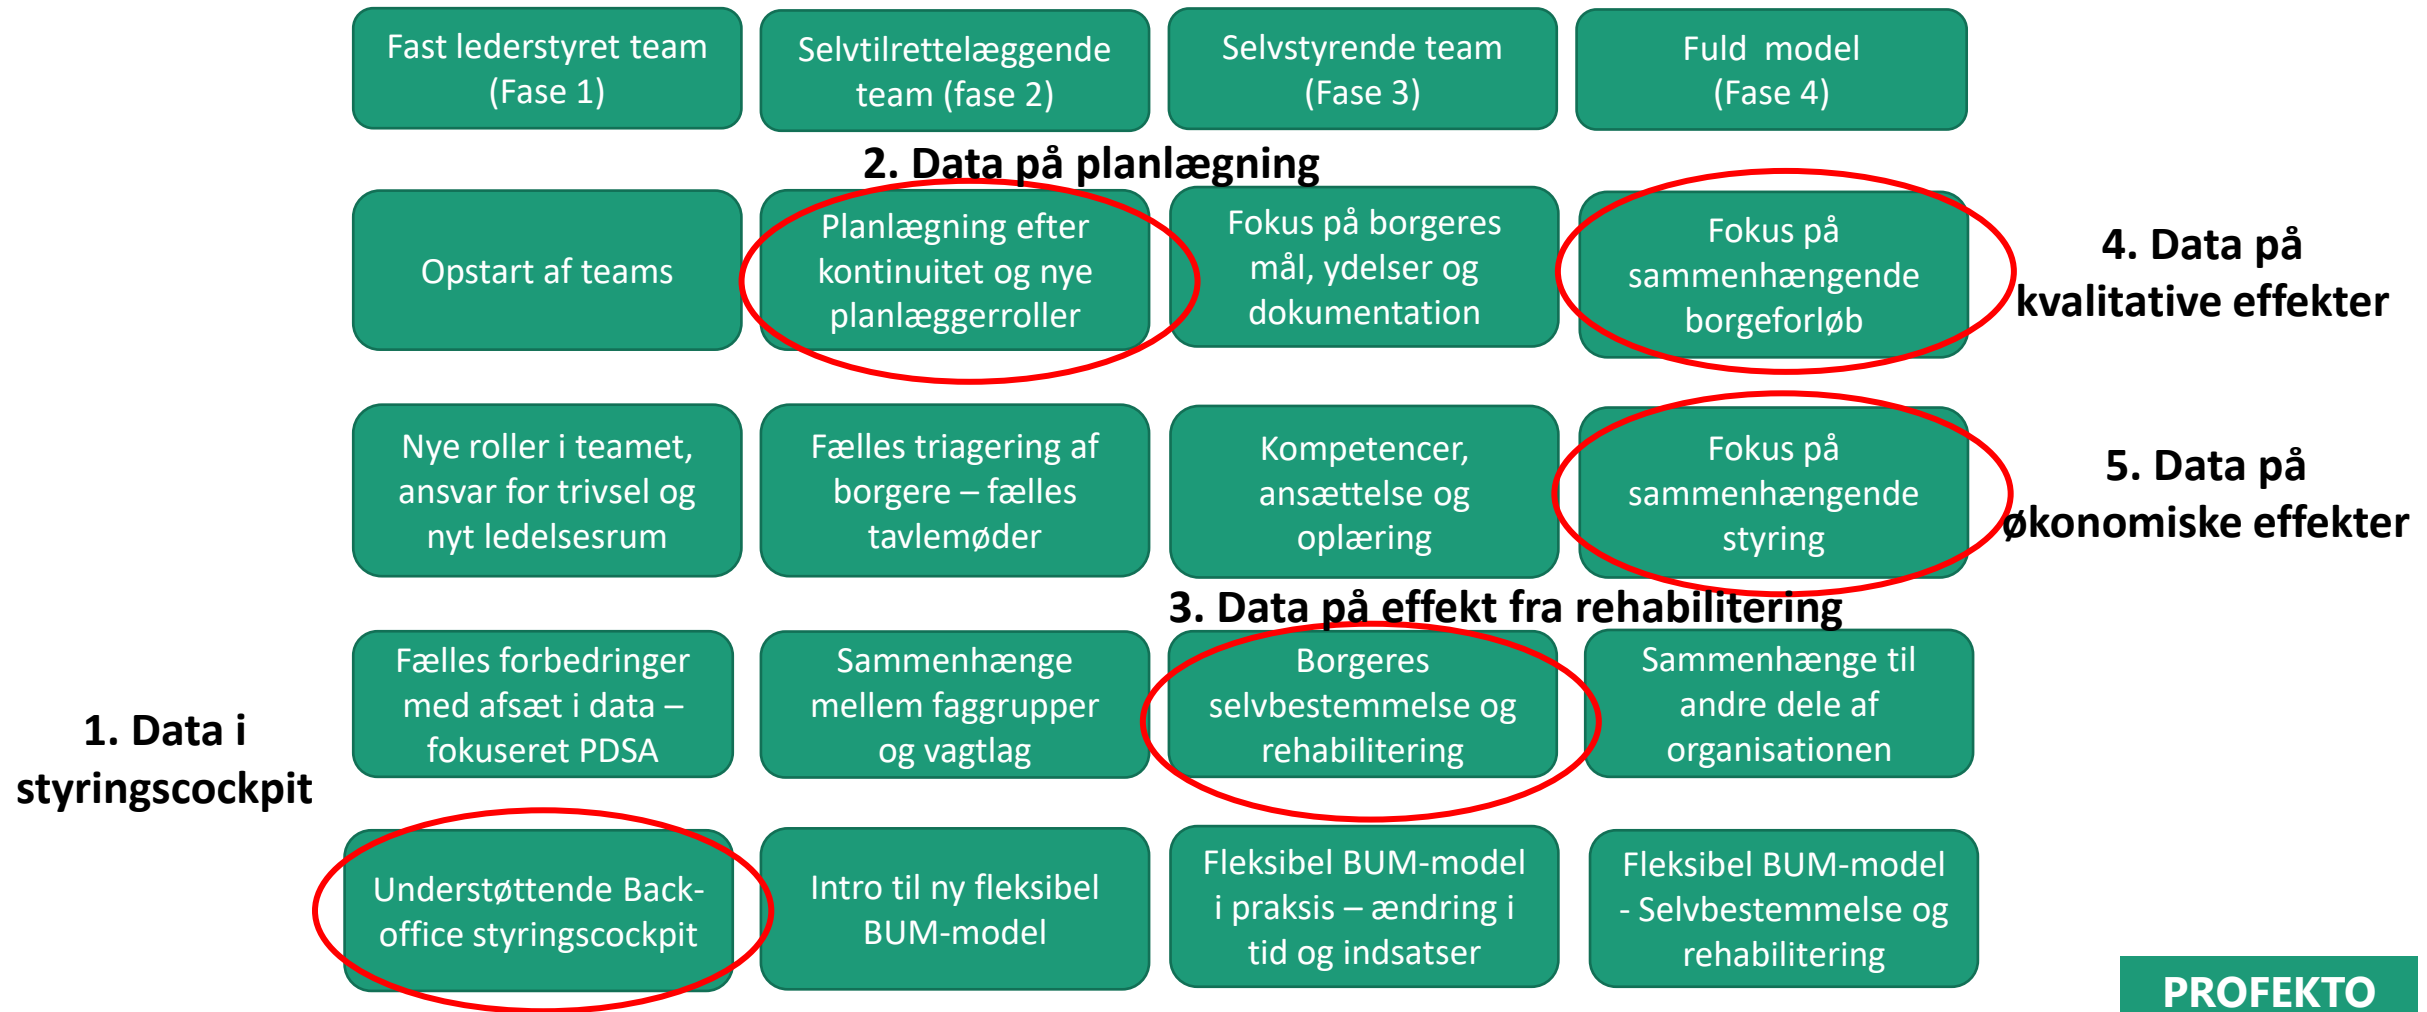 Fast lederstyret team
(Fase 1)
Selvtilrettelæggende
team (fase 2)
Selvstyrende team
(Fase 3)
Fuld  model
(Fase 4)
2. Data på planlægning
Opstart af teams
Planlægning efter
kontinuitet og nye
planlæggerroller
Fokus på borgeres
mål, ydelser og
dokumentation
Fokus på
sammenhængende
borgeforløb
4. Data på
kvalitative effekter
Nye roller i teamet,
ansvar for trivsel og
nyt ledelsesrum
Fælles triagering af
borgere – fælles
tavlemøder
Kompetencer,
ansættelse og
oplæring
Fokus på
sammenhængende
styring
5. Data på
økonomiske effekter
3. Data på effekt fra rehabilitering
Fælles forbedringer
med afsæt i data –
fokuseret PDSA
Sammenhænge
mellem faggrupper
og vagtlag
Borgeres
selvbestemmelse og
rehabilitering
Sammenhænge til
andre dele af
organisationen
1. Data i
styringscockpit
Understøttende Back-
office styringscockpit
Intro til ny fleksibel
BUM-model
Fleksibel BUM-model
i praksis – ændring i
tid og indsatser
Fleksibel BUM-model
- Selvbestemmelse og
rehabilitering
PROFEKTO